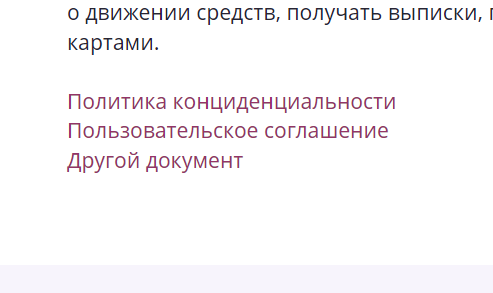 о движении средств, получать выписки,
картами.
Политика конциденциальности
Пользовательское соглашение
Другой документ